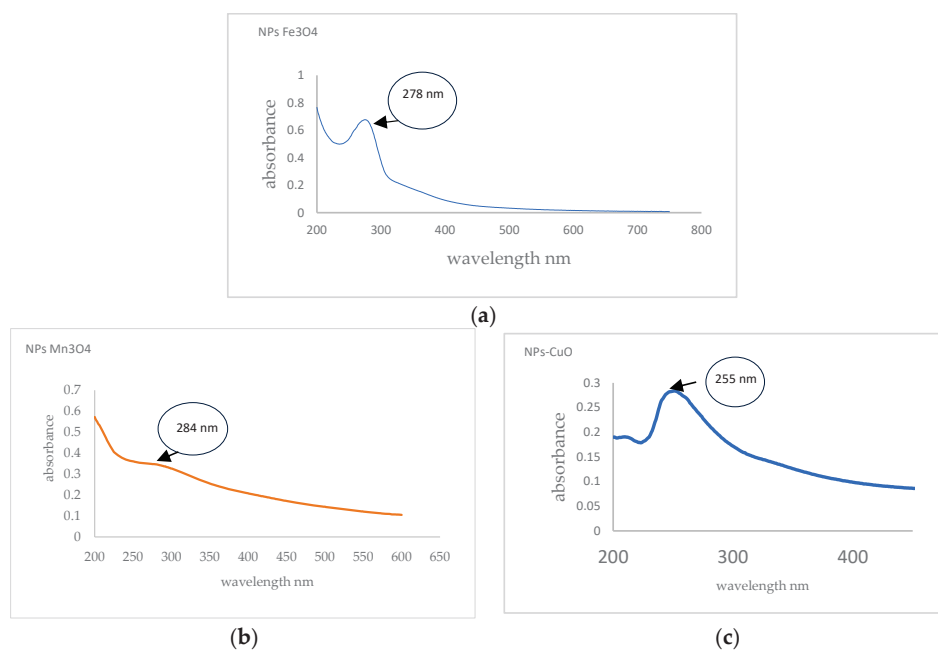 NPs Fe3O4
1
0.8
0.6
0.4
0.2
0
absorbance
278 nm
200 300 400 500 600 700 800
wavelength nm
(a)
NPs Mn3O4
0.7
0.6
0.5
0.4
0.3
0.2
0.1
0
absorbance
284 nm
200 250 300 350 400 450 500 550 600 650
wavelength nm
(b)
NPs-CuO
0.3
0.25
0.2
0.15
0.1
0.05
0
absorbance
255 nm
200 300 400
wavelength nm
(c)